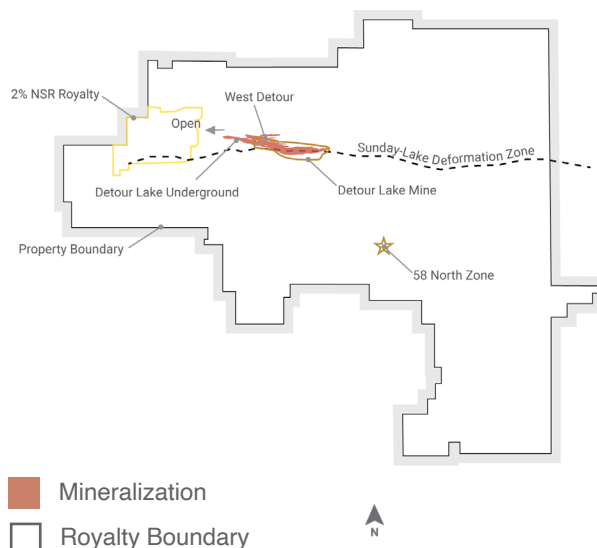 2% NSR Royalty
West Detour
Open
Sunday-Lake Deformation Zone
Detour Lake Underground
Detour Lake Mine
Property Boundary
58 North Zone
Mineralization
N
Royalty Boundary